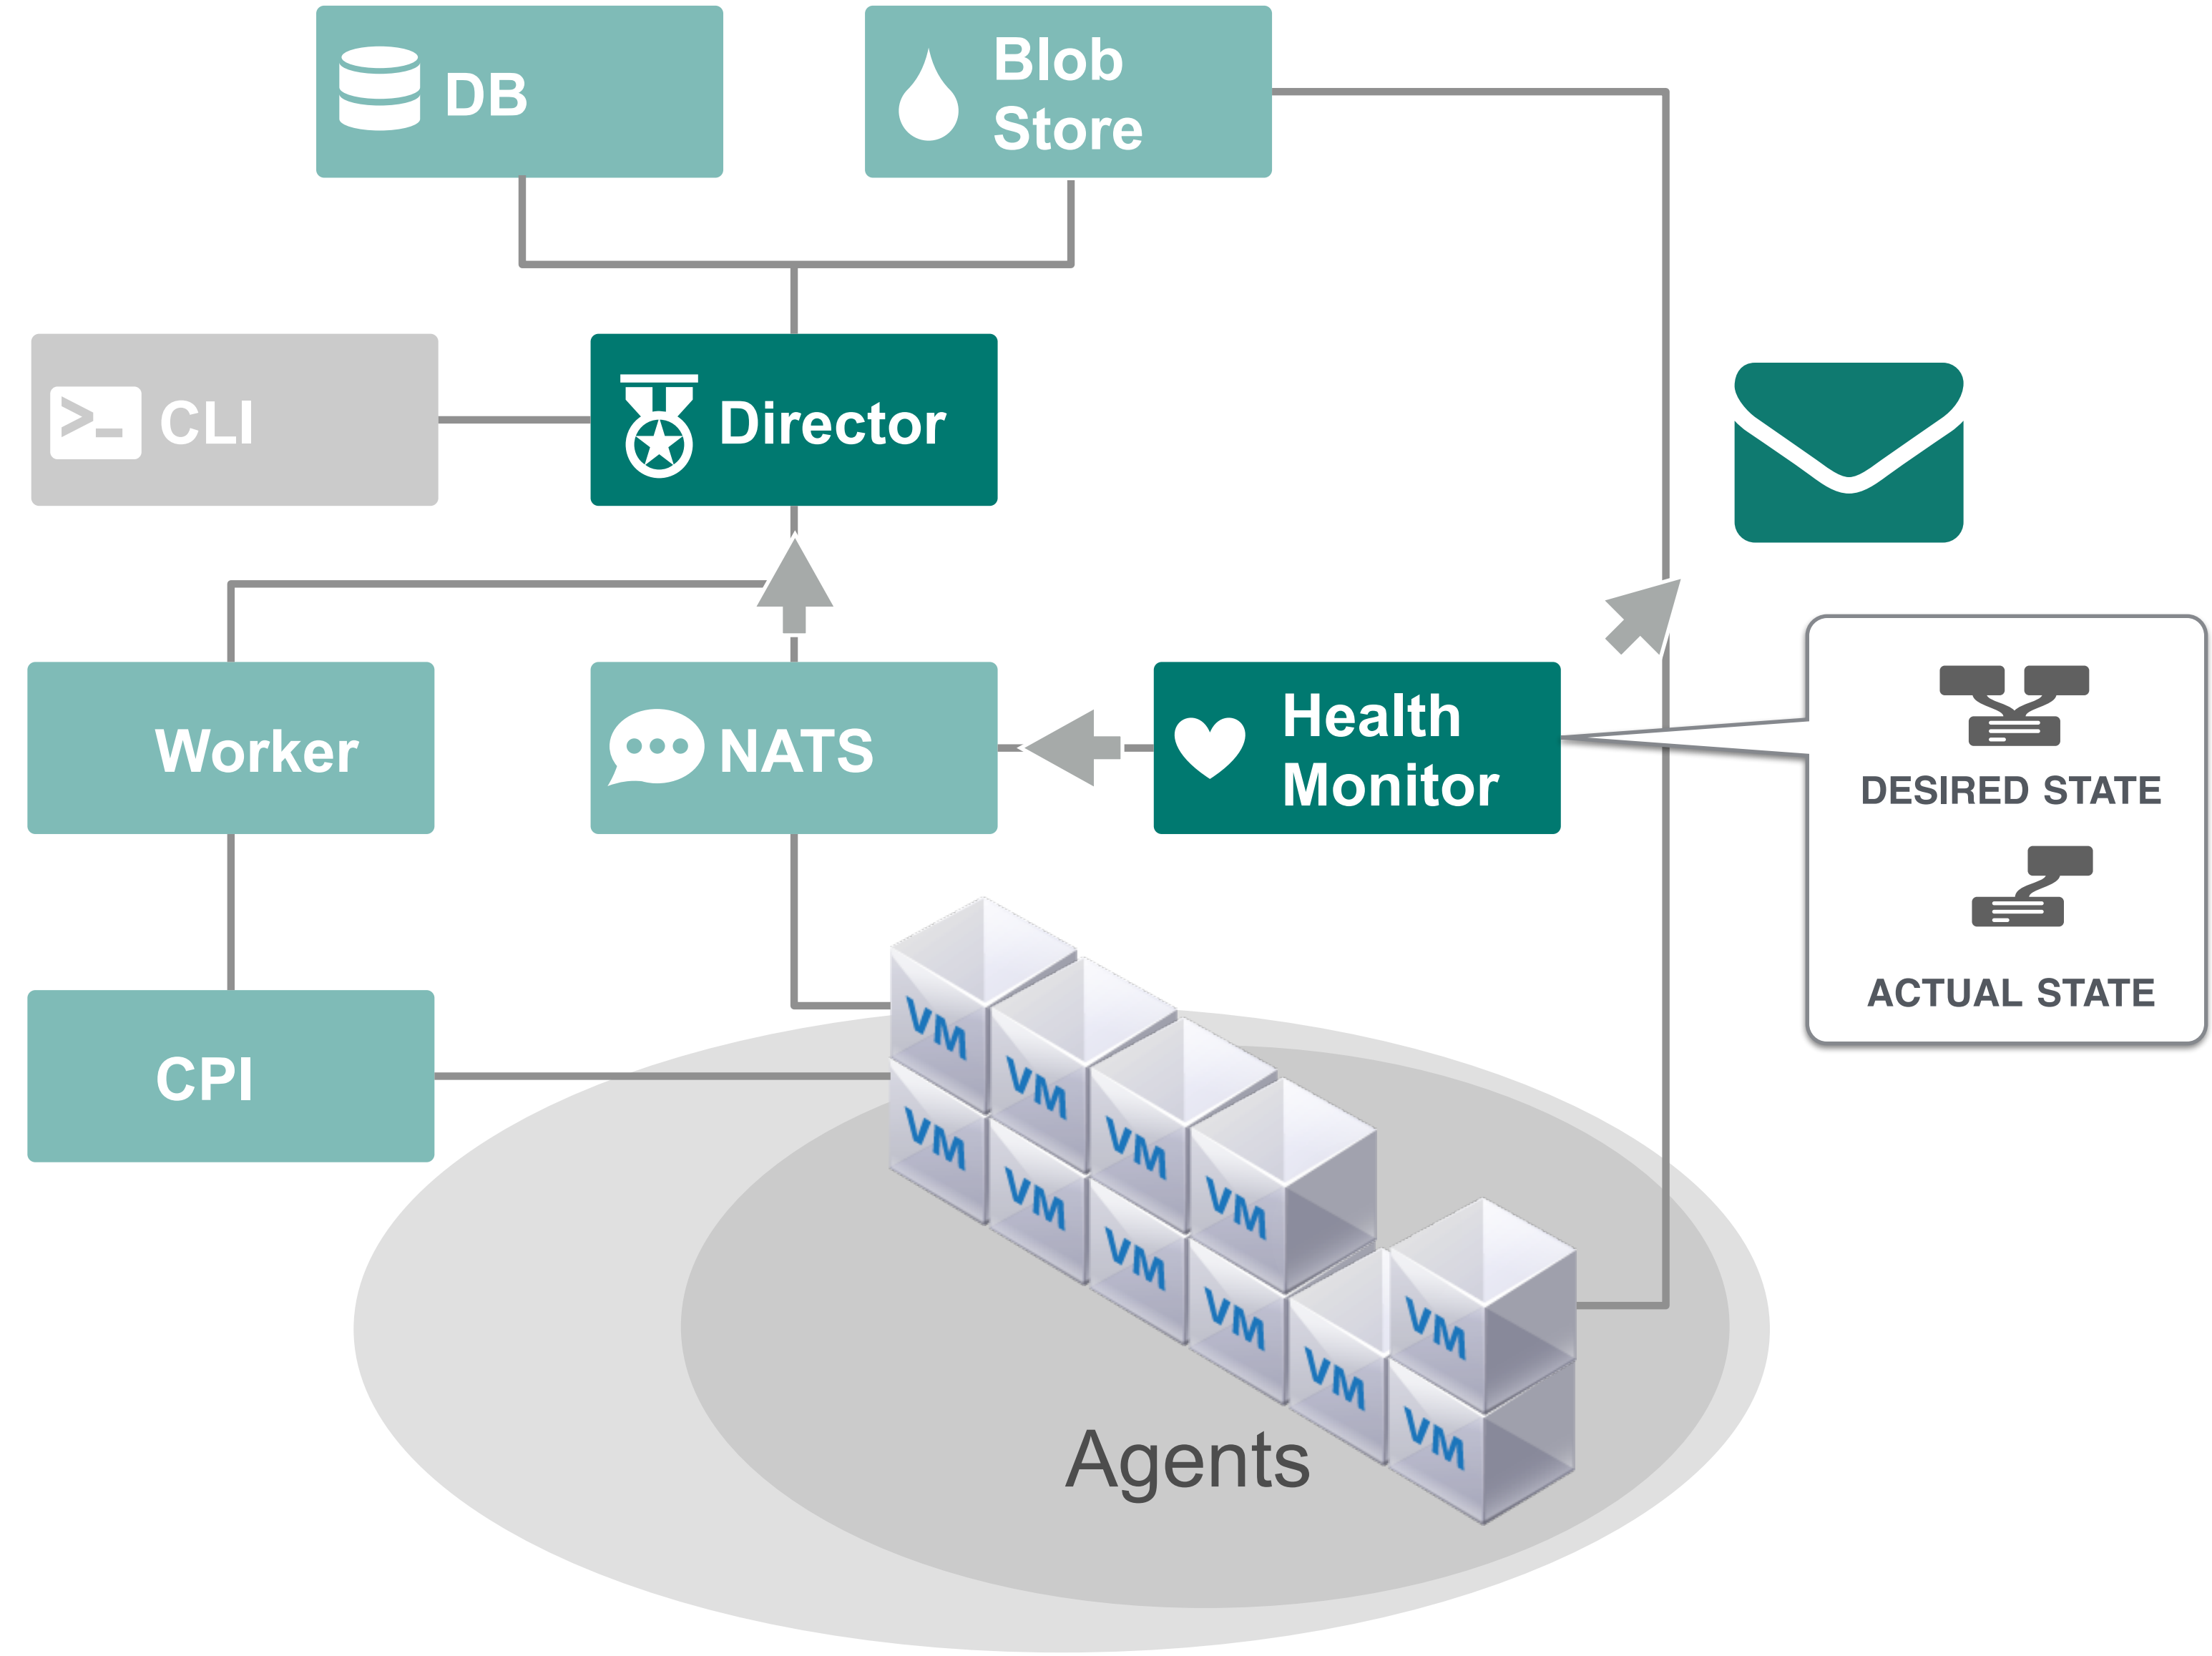 DB
Blob
Store
CLI
Director
Worker
NATS
Health
Monitor
DESIRED STATE
ACTUAL STATE
CPI
VM
VM
VM
VM
VM
VM
VM
VM
VM
VM
VM
VM
Agents